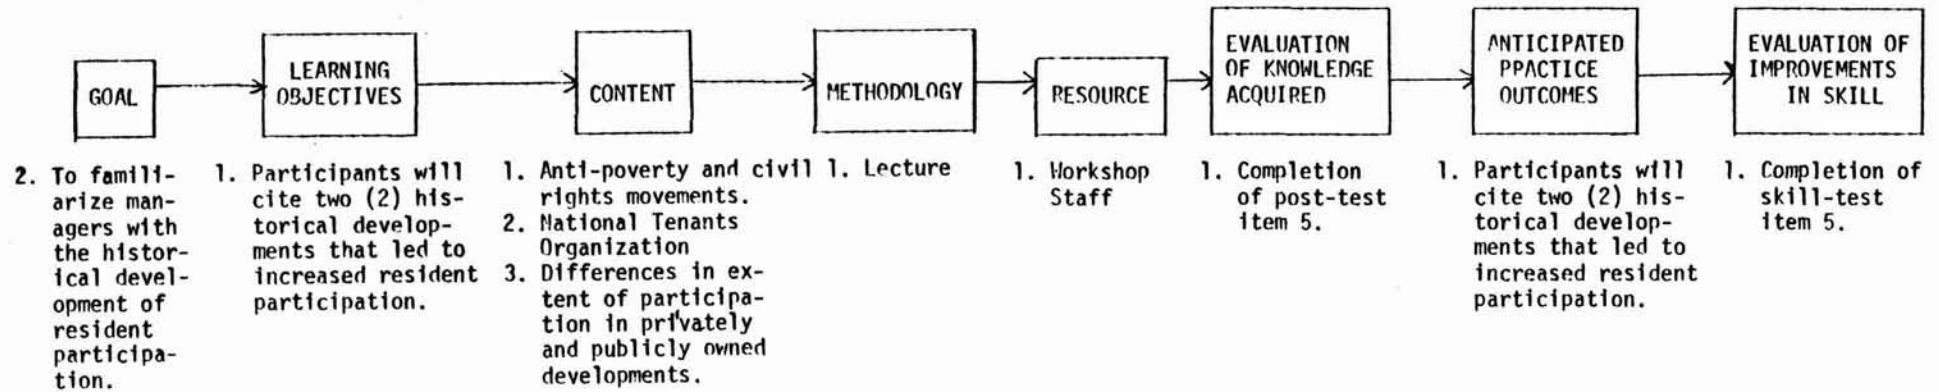 GOAL
LEARNING
OBJECTIVES
CONTENT
METHODOLOGY
RESOURCE
EVALUATION
OF KNOWLEDGE
ACQUIRED
ANTICIPATED
PPACTICE
OUTCOMES
EVALUATION OF
IMPROVEMENTS
IN SKILL
2. To famili-
arize man-
agers with
the histor-
ical devel-
opment of
resident
participa-
tion.
1. Participants will
cite two (2) his-
torical develop-
ments that led to
increased resident
participation.
1. Anti-poverty and civil
rights movements.
2. National Tenants
Organization
3. Differences in ex-
tent of participa-
tion in privately
and publicly owned
developments.
1. Lecture
1. Workshop
Staff
1. Completion
of post-test
item 5.
1. Participants will
cite two (2) his-
torical develop-
ments that led to
increased resident
participation.
1. Completion of
skill-test
item 5.